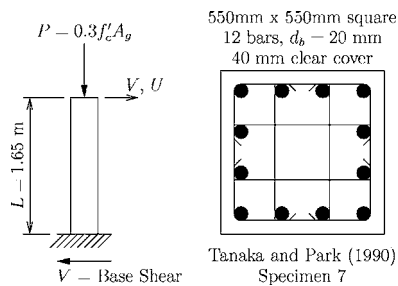 P = 0.3f'cAg
V, U
L = 1.65 m
V = Base Shear
550mm x 550mm square
12 bars, db = 20 mm
40 mm clear cover
Tanaka and Park (1990)
Specimen 7